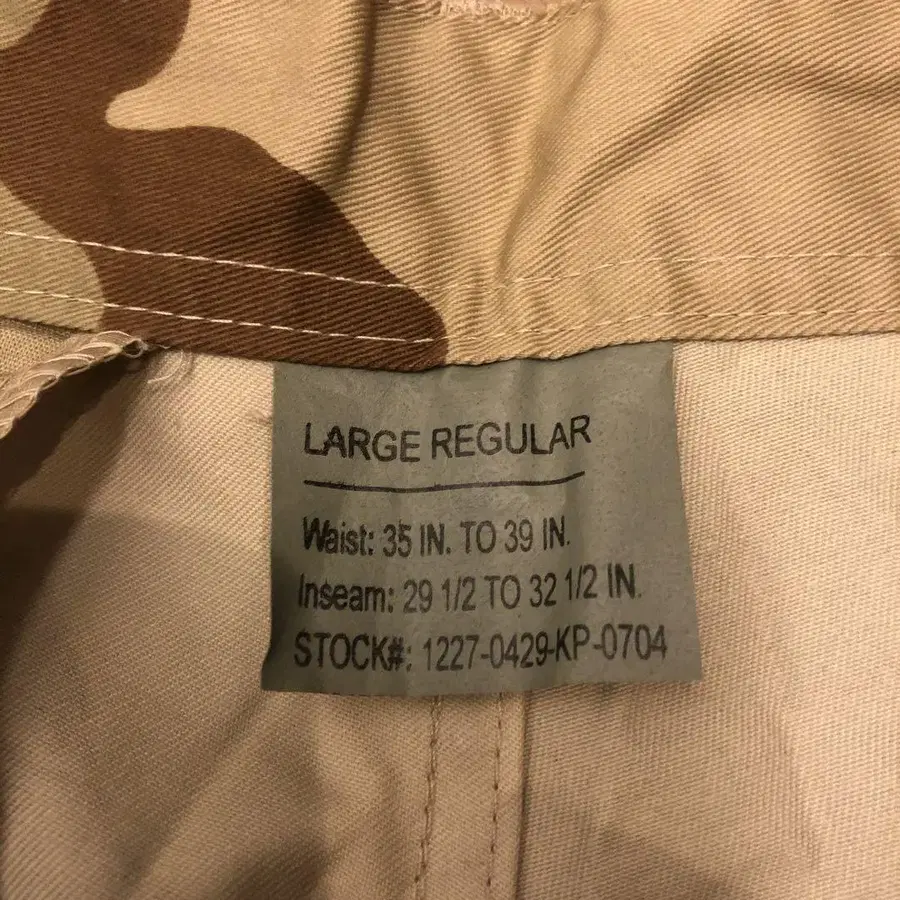 LARGE REGULAR
Waist: 35 IN. TO 39 IN.
Inseam: 29 1/2 TO 32 1/2 IN.
STOCK#: 1227-0429-KP-0704